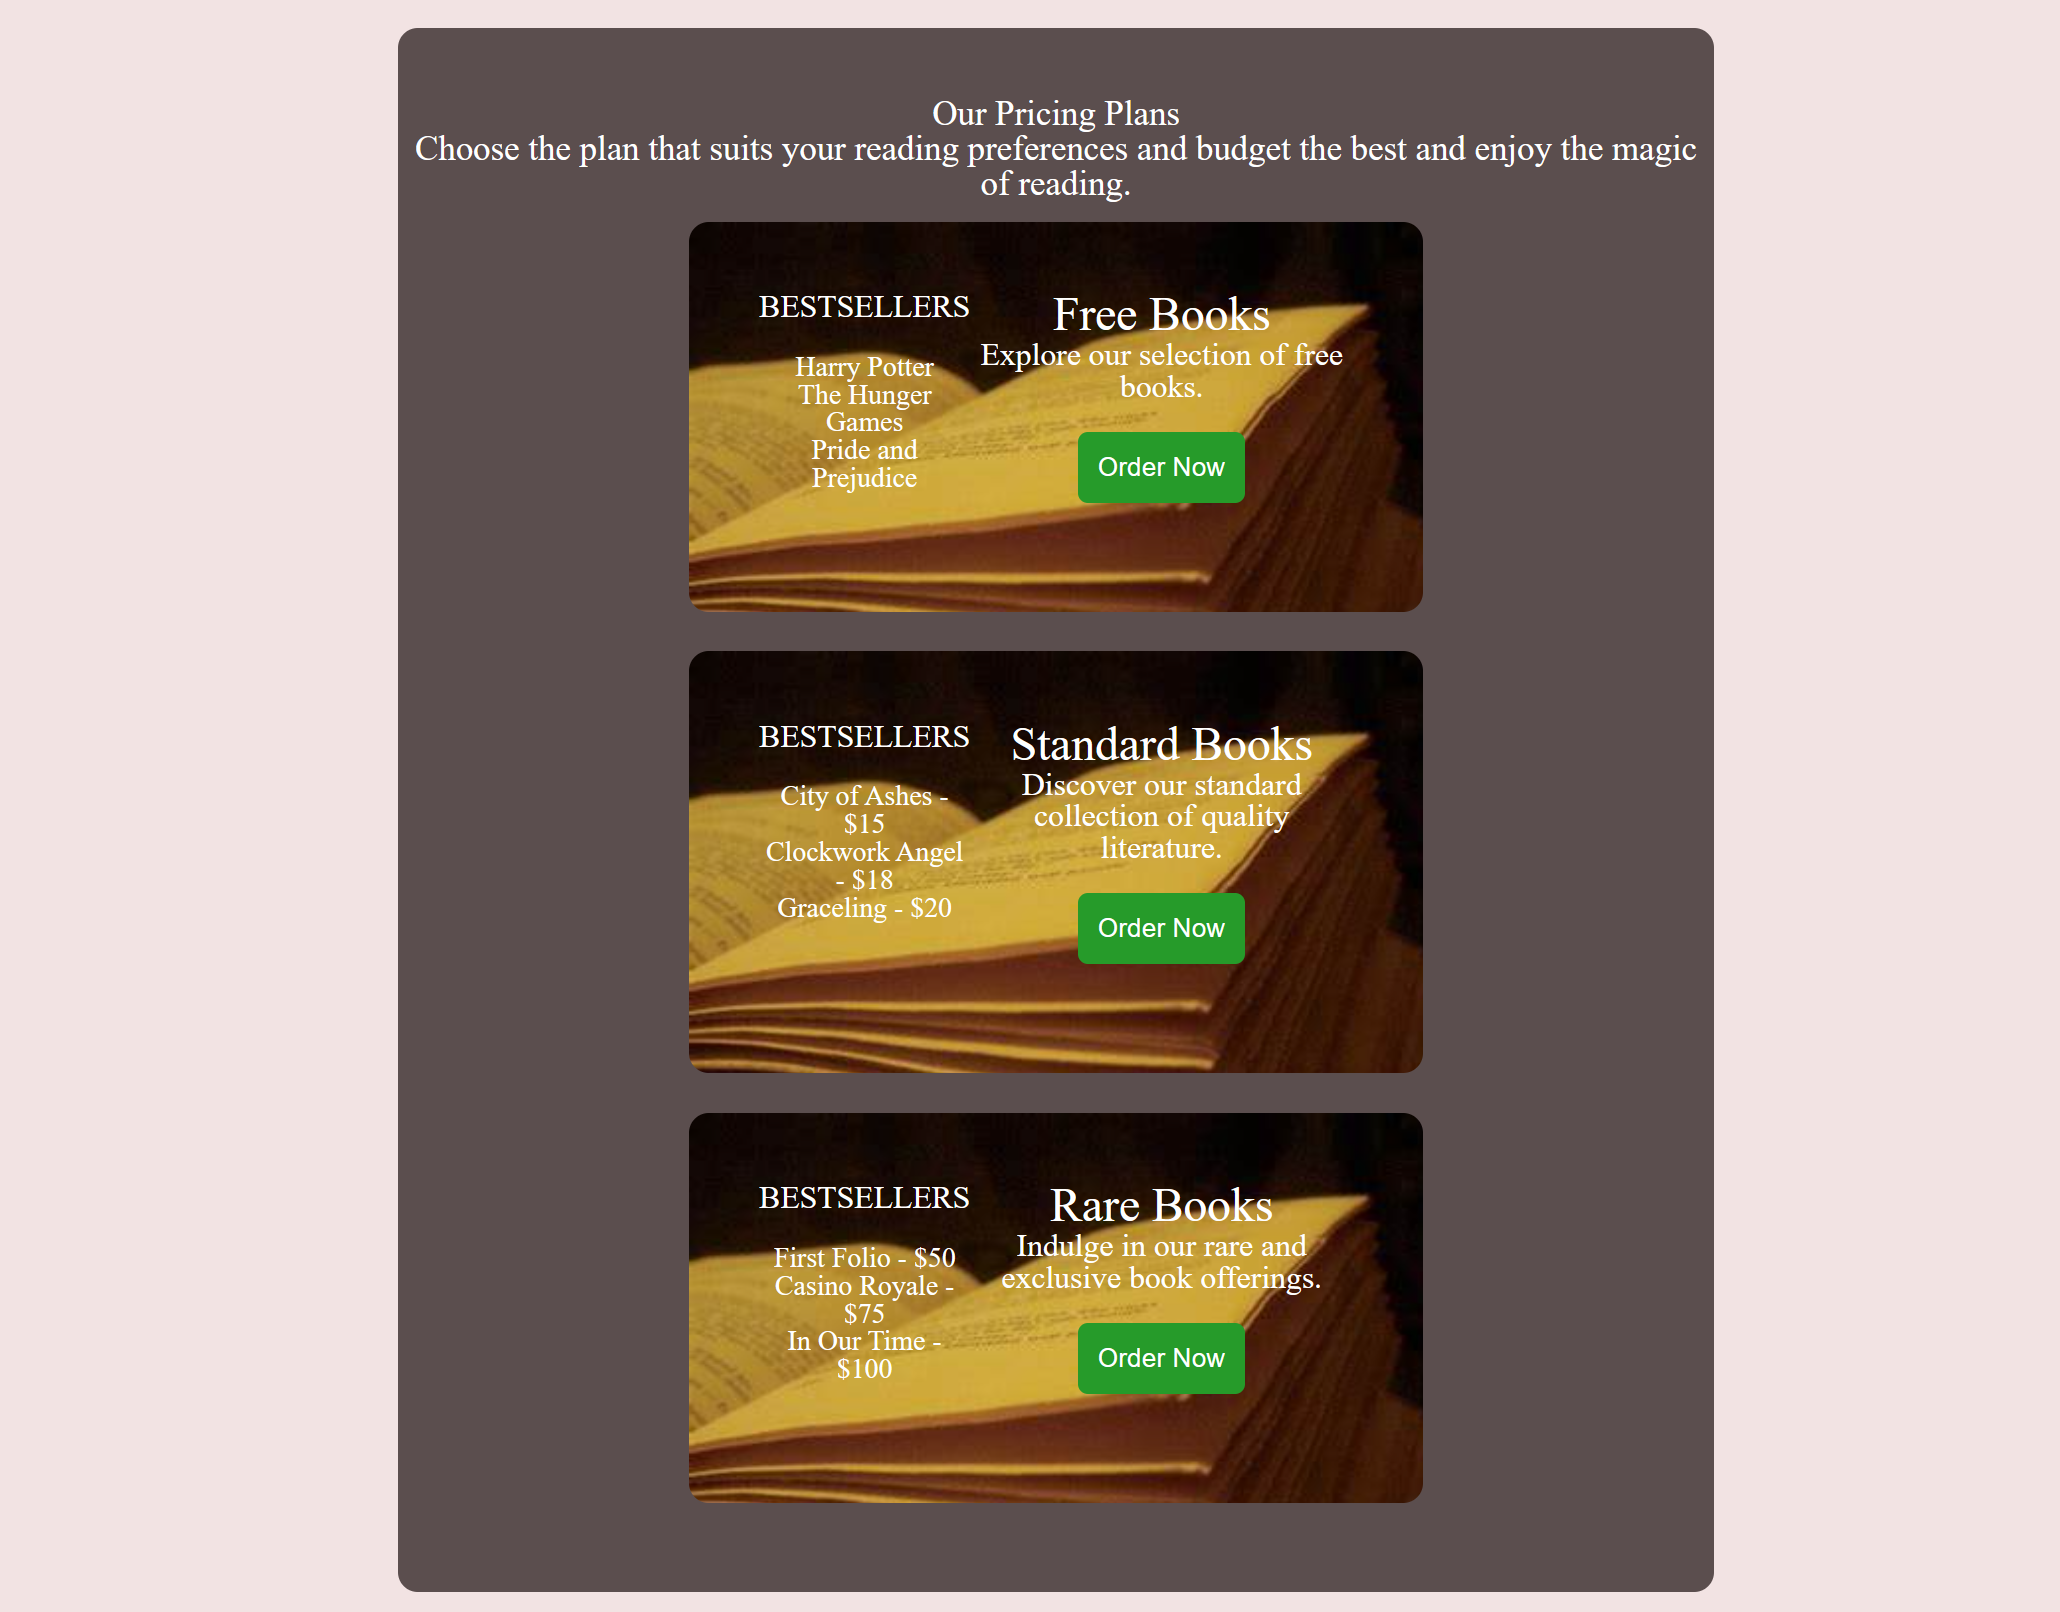 Our Pricing Plans
Choose the plan that suits your reading preferences and budget the best and enjoy the magic
of reading.
BESTSELLERS
Harry Potter
The Hunger
Games
Pride and
Prejudice
Free Books
Explore our selection of free
books.
Order Now
BESTSELLERS
City of Ashes -
$15
Clockwork Angel
- $18
Graceling - $20
Standard Books
Discover our standard
collection of quality
literature.
Order Now
BESTSELLERS
First Folio - $50
Casino Royale -
$75
In Our Time -
$100
Rare Books
Indulge in our rare and
exclusive book offerings.
Order Now